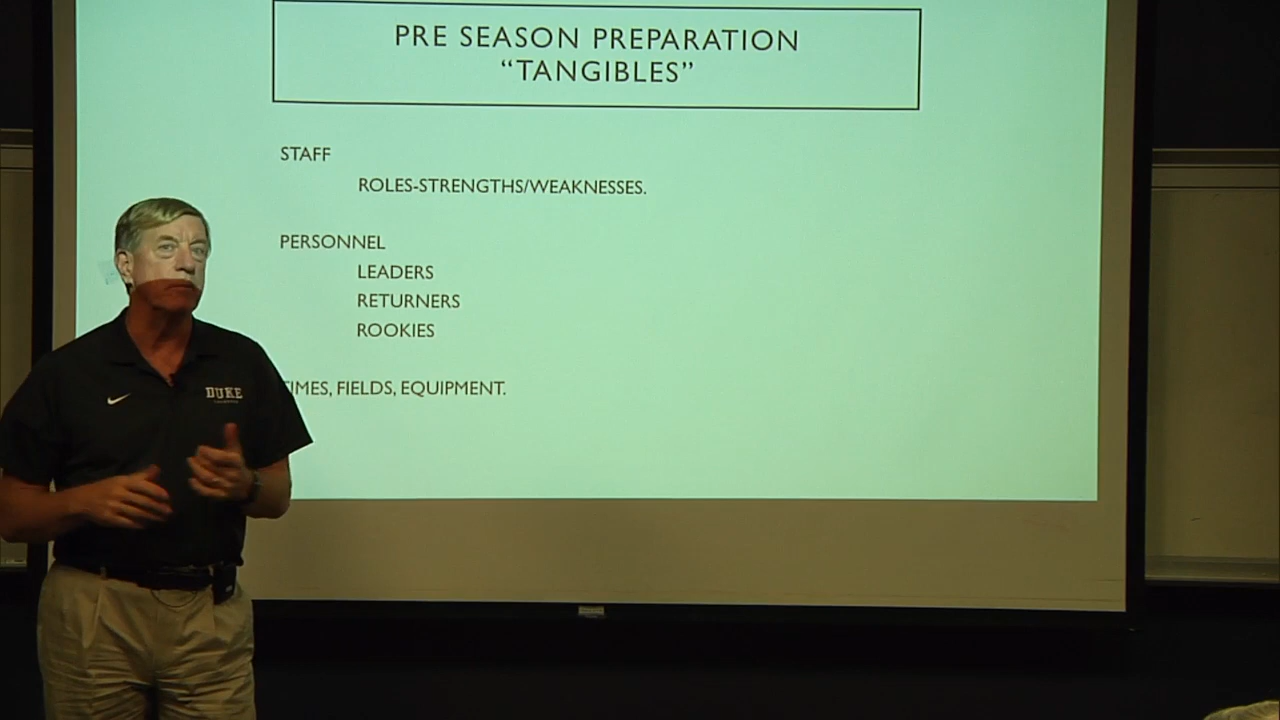 PRE SEASON PREPARATION
“TANGIBLES”
STAFF
ROLES-STRENGTHS/WEAKNESSES.
PERSONNEL
LEADERS
RETURNERS
ROOKIES
TIMES, FIELDS, EQUIPMENT.
DUKE